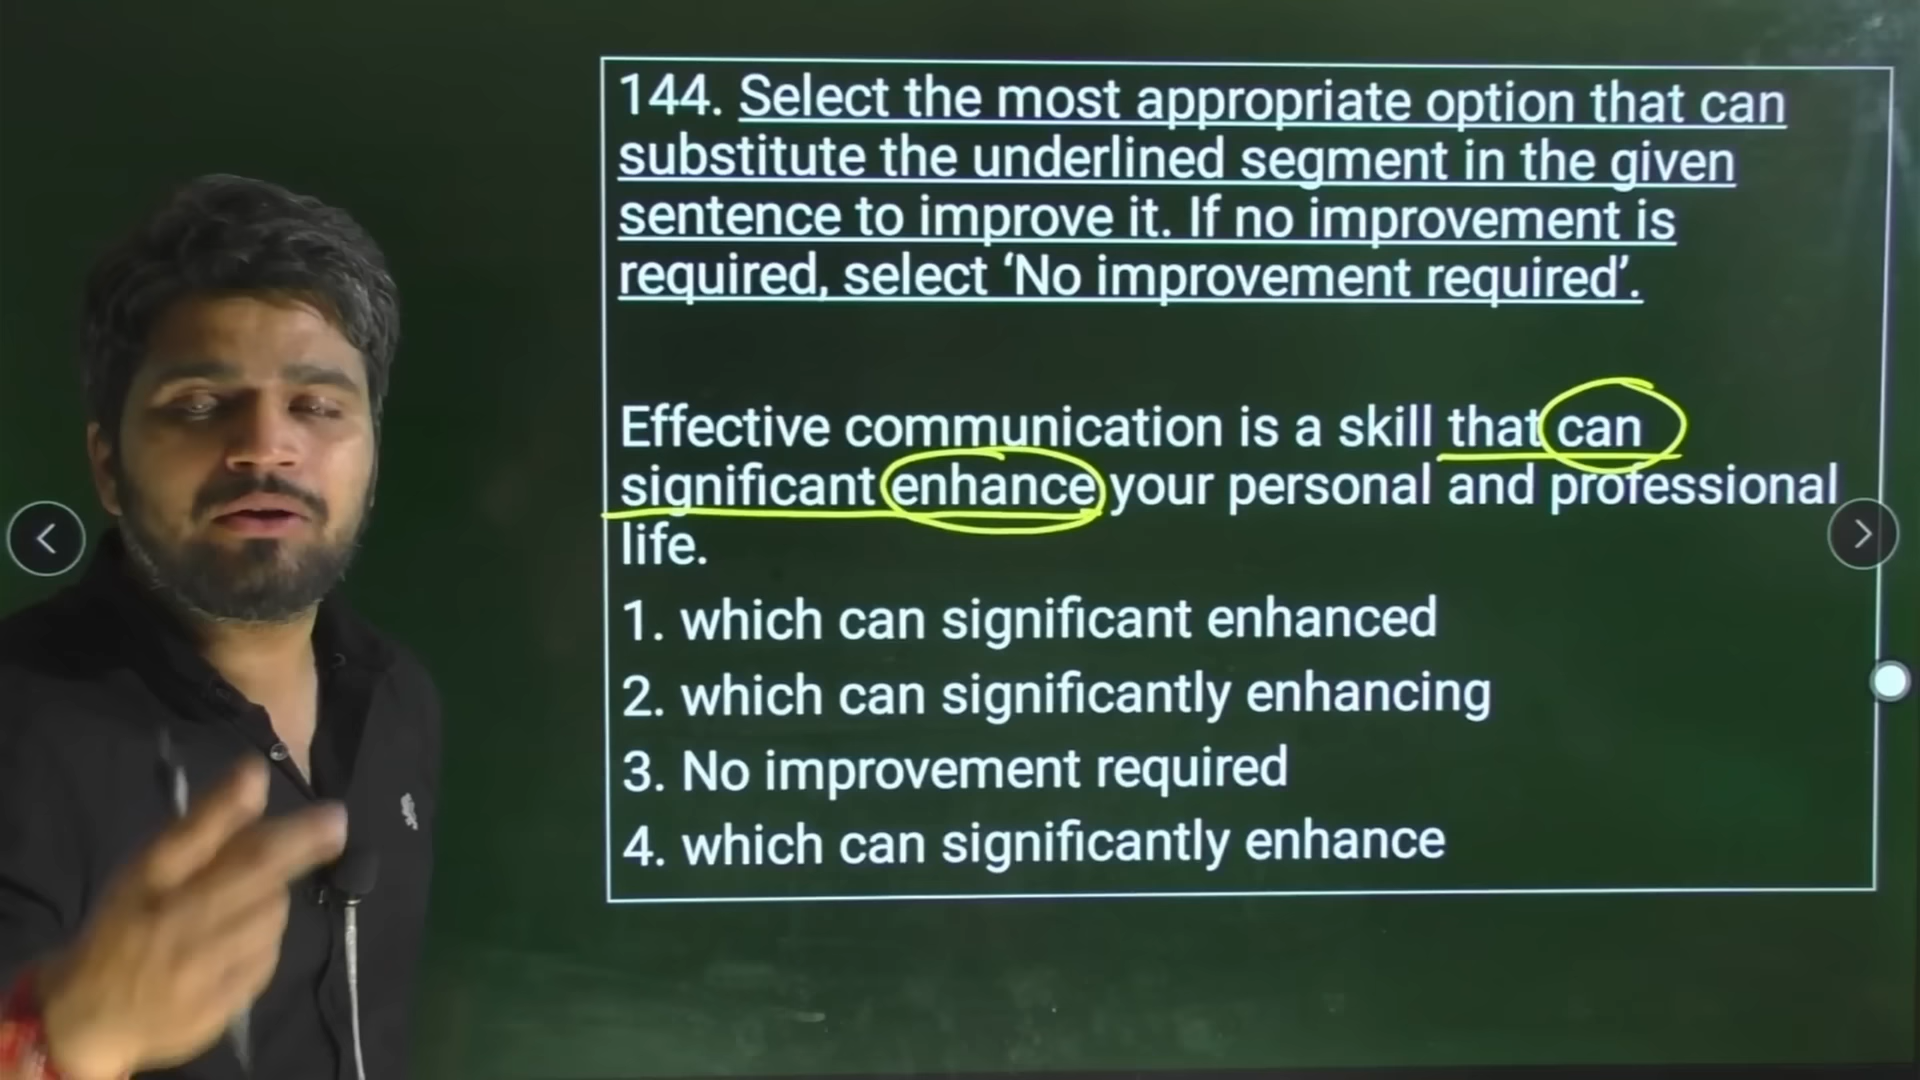 144. Select the most appropriate option that can
substitute the underlined segment in the given
sentence to improve it. If no improvement is
required, select ‘No improvement required’.
Effective communication is a skill that can
significant enhance your personal and professional
life.
1. which can significant enhanced
2. which can significantly enhancing
3. No improvement required
4. which can significantly enhance